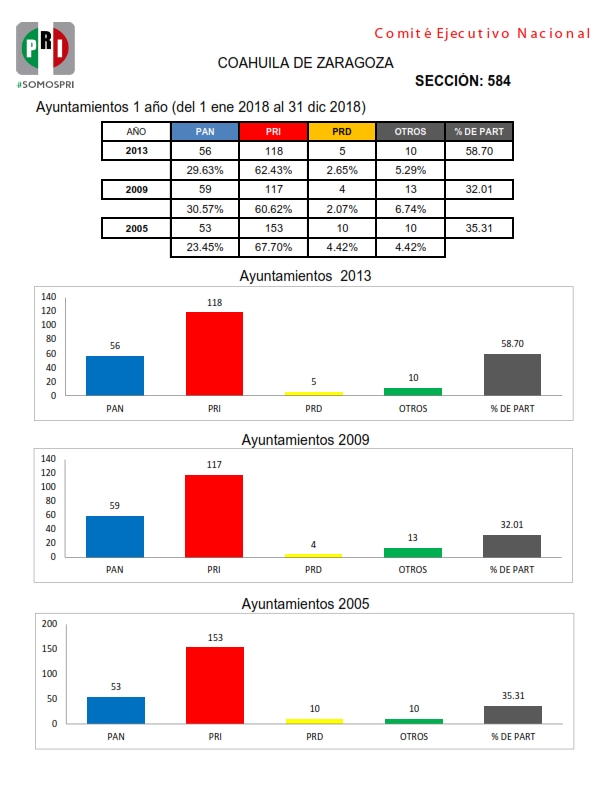 Comité Ejecutivo Nacional
PRI
#SOMOSPRI
COAHUILA DE ZARAGOZA
SECCIÓN: 584
Ayuntamientos 1 año (del 1 ene 2018 al 31 dic 2018)
AÑO PAN PRI PRD OTROS % DE PART
2013 56 118 5 10 58.70
29.63% 62.43% 2.65% 5.29%
2009 59 117 4 13 32.01
30.57% 60.62% 2.07% 6.74%
2005 53 153 10 10 35.31
23.45% 67.70% 4.42% 4.42%
Ayuntamientos 2013
140
120
100
80
60
40
20
0
56 118 5 10 58.70
PAN PRI PRD OTROS % DE PART
Ayuntamientos 2009
140
120
100
80
60
40
20
0
59 117 4 13 32.01
PAN PRI PRD OTROS % DE PART
Ayuntamientos 2005
200
150
100
50
0
53 153 10 10 35.31
PAN PRI PRD OTROS % DE PART